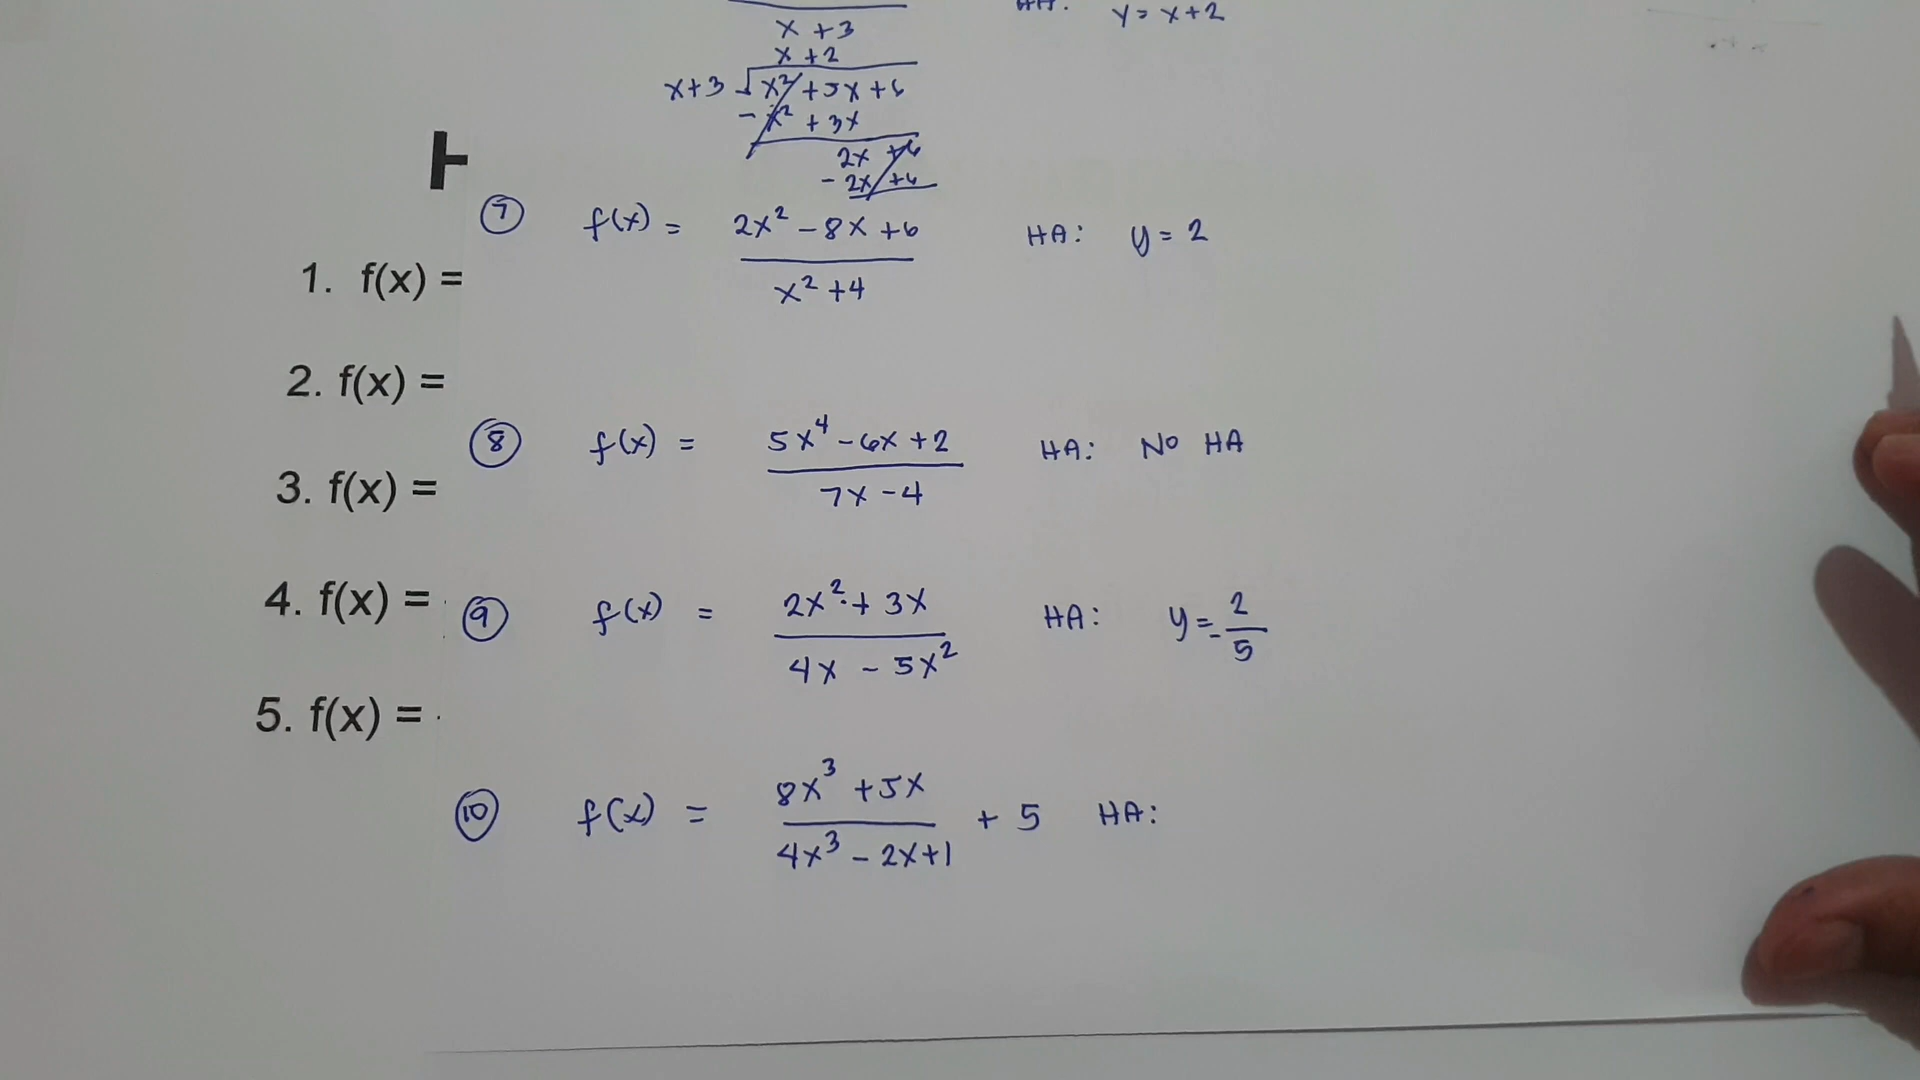 HA: y = x+2
x +3
x +2
x+3 √x² +5x +6
- x² + 3x
2x +6
- 2x +6
H
⑦ f(x) = 2x² - 8x +6 / x² +4 HA: y = 2
1. f(x) =
2. f(x) =
⑧ f(x) = 5x⁴ - 6x +2 / 7x - 4 HA: No HA
3. f(x) =
4. f(x) =
⑨ f(x) = 2x² + 3x / 4x - 5x² HA: y = - 2/5
5. f(x) =
⑩ f(x) = 8x³ +5x / 4x³ - 2x+1 + 5 HA: